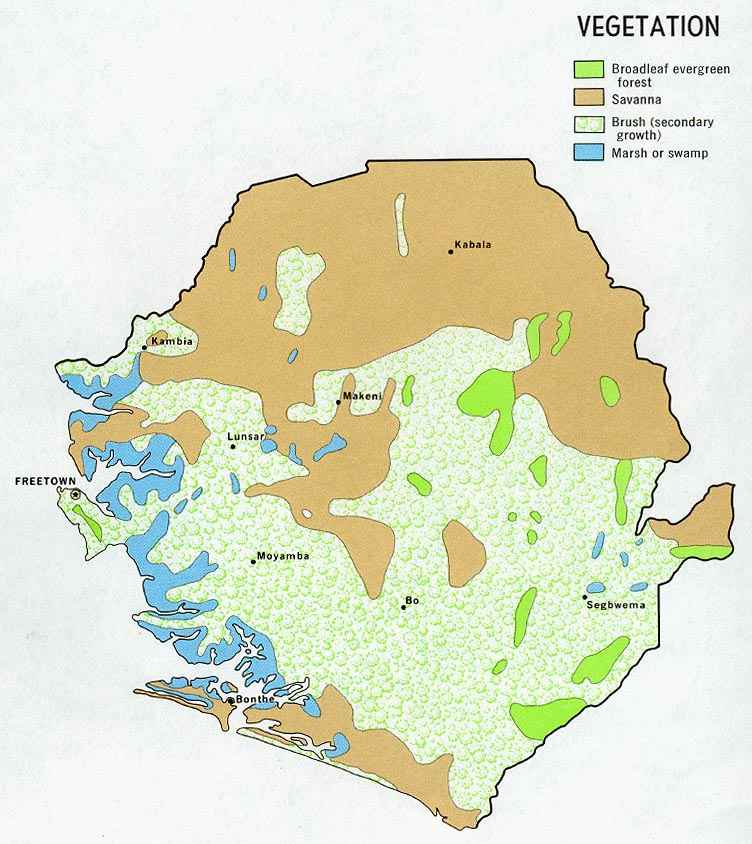 VEGETATION
Broadleaf evergreen
forest
Savanna
Brush (secondary
growth)
Marsh or swamp
Kabala
Kambia
Makeni
Lunsar
FREETOWN
Moyamba
Bo
Segbwema
Bonthe